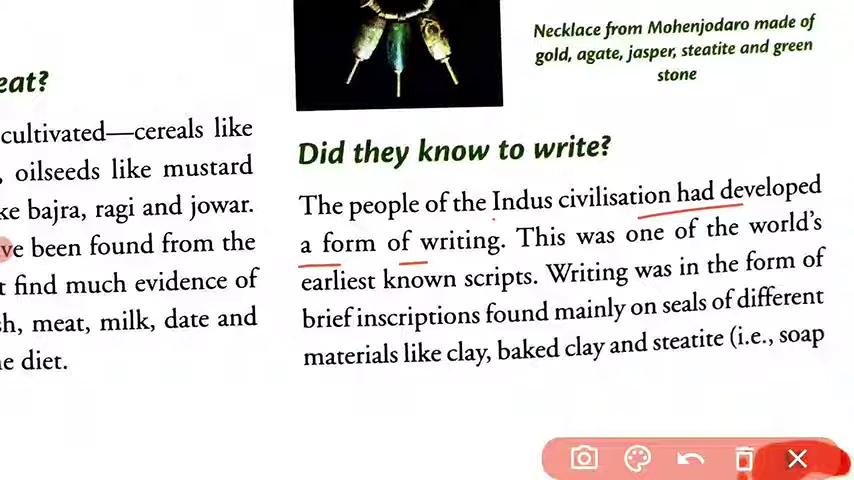 Necklace from Mohenjodaro made of
gold, agate, jasper, steatite and green
stone
eat?
cultivated—cereals like
, oilseeds like mustard
ke bajra, ragi and jowar.
ve been found from the
t find much evidence of
sh, meat, milk, date and
e diet.
Did they know to write?
The people of the Indus civilisation had developed
a form of writing. This was one of the world's
earliest known scripts. Writing was in the form of
brief inscriptions found mainly on seals of different
materials like clay, baked clay and steatite (i.e., soap